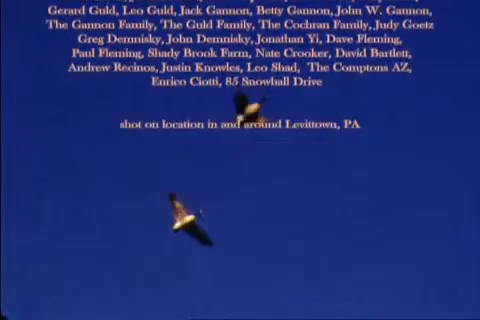 Gerard Guld, Leo Guld, Jack Gannon, Betty Gannon, John W. Gannon,
The Gannon Family, The Guld Family, The Cochran Family, Judy Goetz
Greg Demnisky, John Demnisky, Jonathan Yi, Dave Fleming,
Paul Fleming, Shady Brook Farm, Nate Crooker, David Bartlett,
Andrew Recinos, Justin Knowles, Leo Shad, The Comptons AZ,
Enrico Ciotti, 85 Snowball Drive
shot on location in and around Levittown, PA